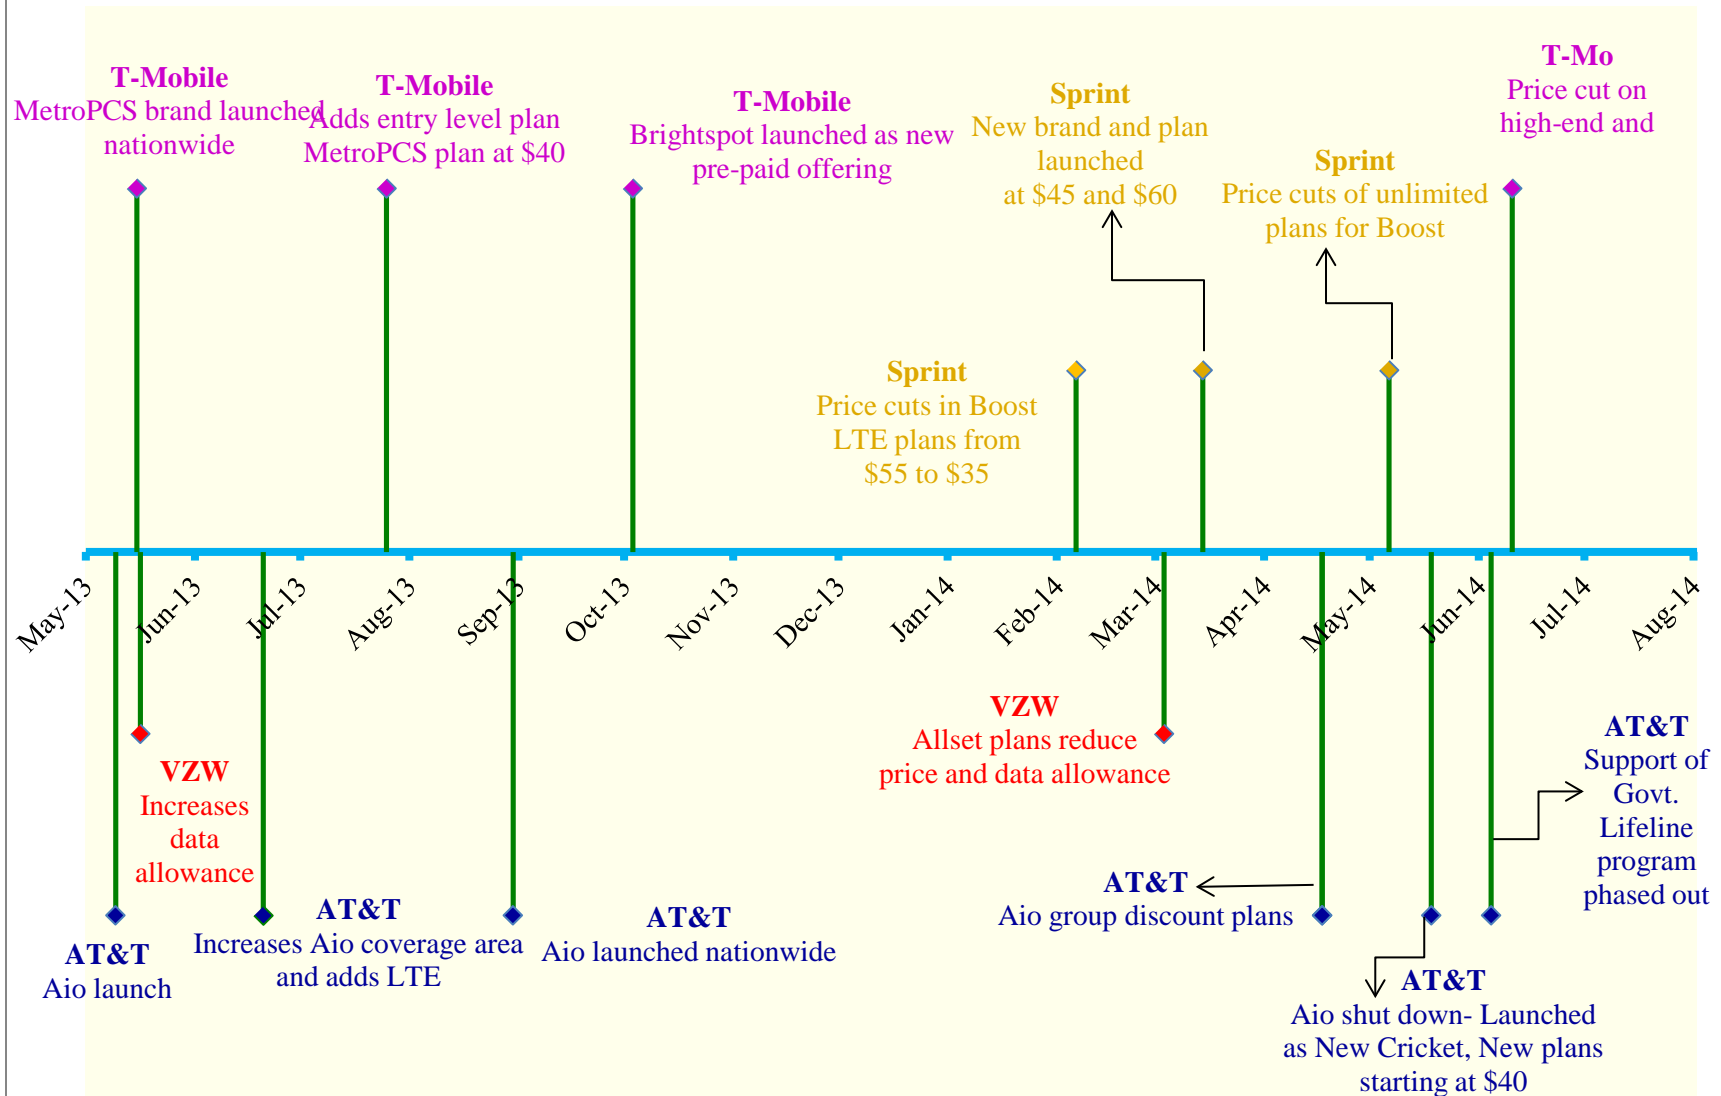 T-Mobile
MetroPCS brand launched
nationwide
T-Mobile
Adds entry level plan
MetroPCS plan at $40
T-Mobile
Brightspot launched as new
pre-paid offering
Sprint
New brand and plan
launched
at $45 and $60
Sprint
Price cuts of unlimited
plans for Boost
T-Mo
Price cut on
high-end and
Sprint
Price cuts in Boost
LTE plans from
$55 to $35
May-13
Jun-13
Jul-13
Aug-13
Sep-13
Oct-13
Nov-13
Dec-13
Jan-14
Feb-14
Mar-14
Apr-14
May-14
Jun-14
Jul-14
Aug-14
VZW
Increases
data
allowance
VZW
Allset plans reduce
price and data allowance
AT&T
Support of
Govt.
Lifeline
program
phased out
AT&T
Aio launch
AT&T
Increases Aio coverage area
and adds LTE
AT&T
Aio launched nationwide
AT&T
Aio group discount plans
AT&T
Aio shut down- Launched
as New Cricket, New plans
starting at $40